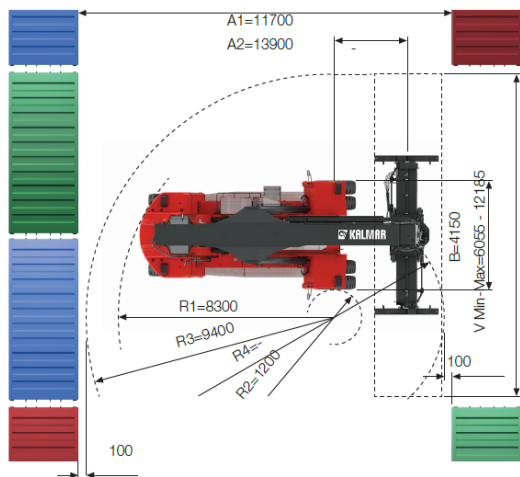 A1=11700
A2=13900
-
KALMAR
B=4150
V Min-Max=6055 - 12185
R1=8300
R3=9400
R4=-
R2=1200
100
100